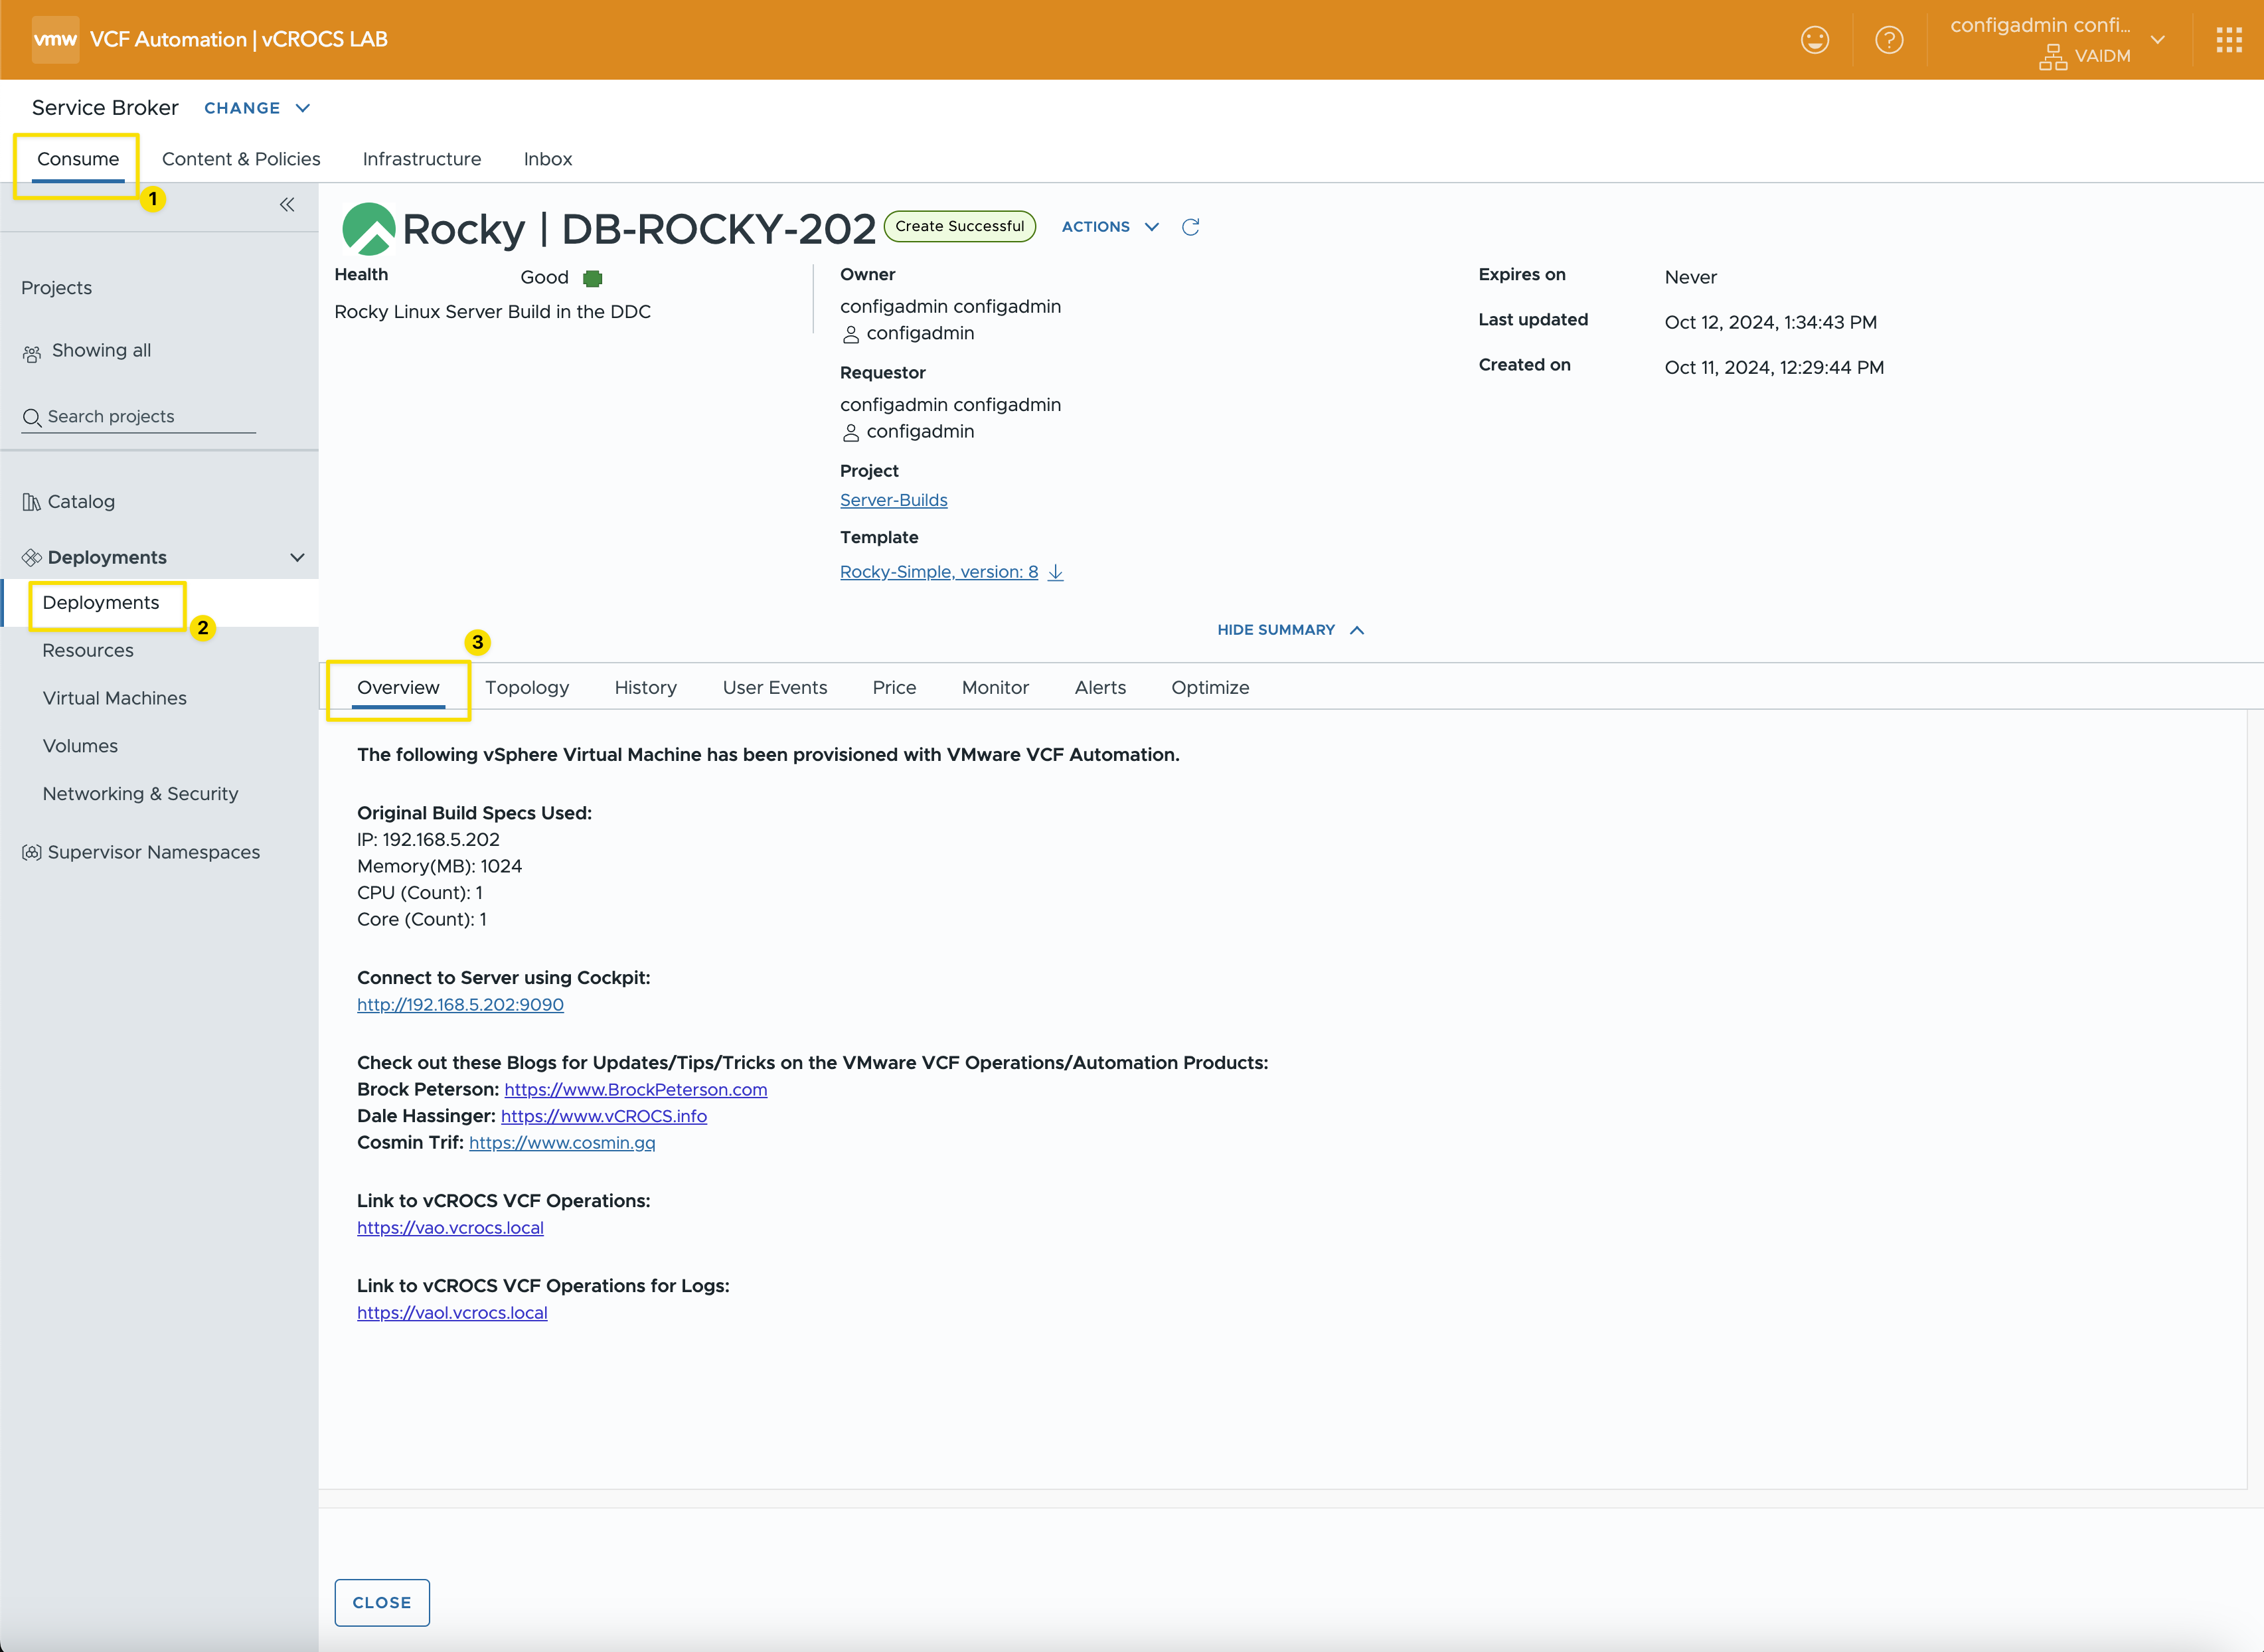 vmw VCF Automation | vCROCS LAB
configadmin confi...
VAIDM
Service Broker CHANGE
Consume Content & Policies Infrastructure Inbox
1
Projects
Showing all
Search projects
Catalog
Deployments
Deployments
2
Resources
Virtual Machines
Volumes
Networking & Security
Supervisor Namespaces
Rocky | DB-ROCKY-202 Create Successful ACTIONS
Health Good
Rocky Linux Server Build in the DDC
Owner
configadmin configadmin
configadmin
Requestor
configadmin configadmin
configadmin
Project
Server-Builds
Template
Rocky-Simple, version: 8
Expires on Never
Last updated Oct 12, 2024, 1:34:43 PM
Created on Oct 11, 2024, 12:29:44 PM
HIDE SUMMARY
3
Overview Topology History User Events Price Monitor Alerts Optimize
The following vSphere Virtual Machine has been provisioned with VMware VCF Automation.
Original Build Specs Used:
IP: 192.168.5.202
Memory(MB): 1024
CPU (Count): 1
Core (Count): 1
Connect to Server using Cockpit:
http://192.168.5.202:9090
Check out these Blogs for Updates/Tips/Tricks on the VMware VCF Operations/Automation Products:
Brock Peterson: https://www.BrockPeterson.com
Dale Hassinger: https://www.vCROCS.info
Cosmin Trif: https://www.cosmin.gq
Link to vCROCS VCF Operations:
https://vao.vcrocs.local
Link to vCROCS VCF Operations for Logs:
https://vaol.vcrocs.local
CLOSE